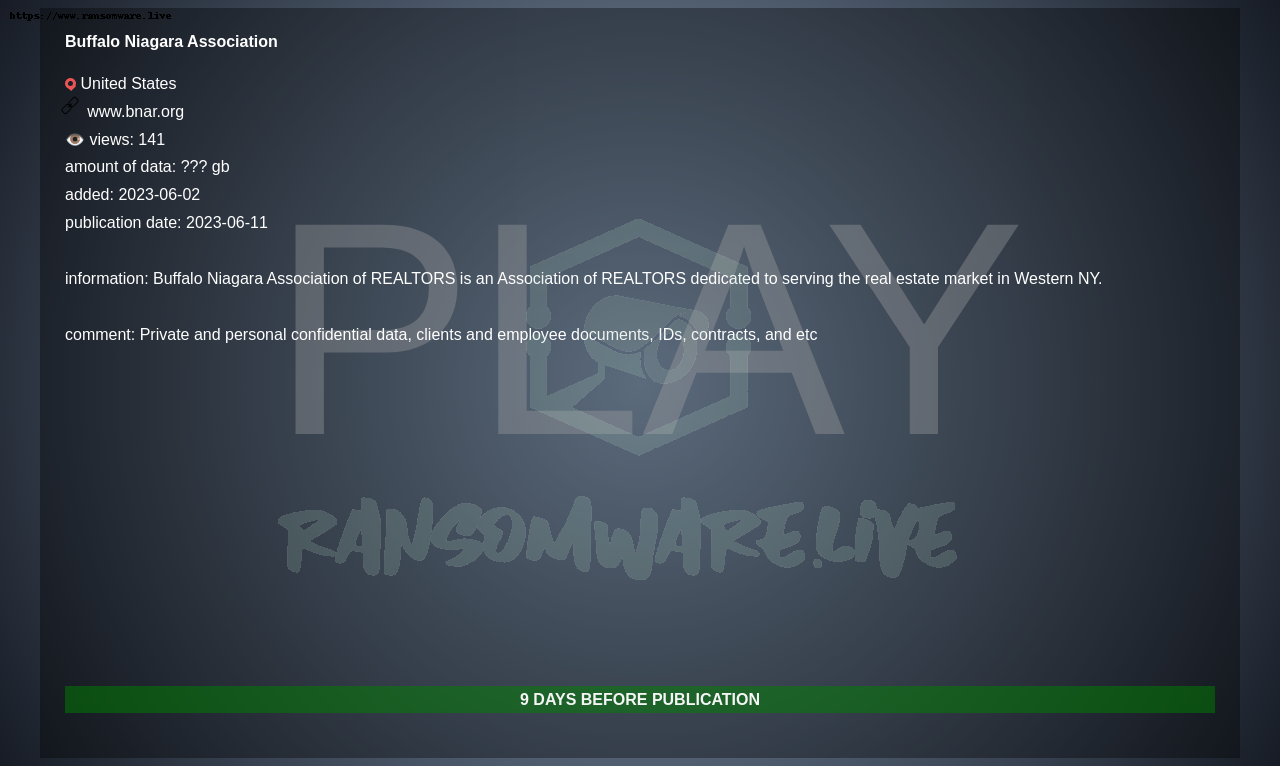 https://www.ransomware.live
Buffalo Niagara Association
United States
www.bnar.org
views: 141
amount of data: ??? gb
added: 2023-06-02
publication date: 2023-06-11
PLAY
information: Buffalo Niagara Association of REALTORS is an Association of REALTORS dedicated to serving the real estate market in Western NY.
comment: Private and personal confidential data, clients and employee documents, IDs, contracts, and etc
RANSOMWARE.LIVE
9 DAYS BEFORE PUBLICATION